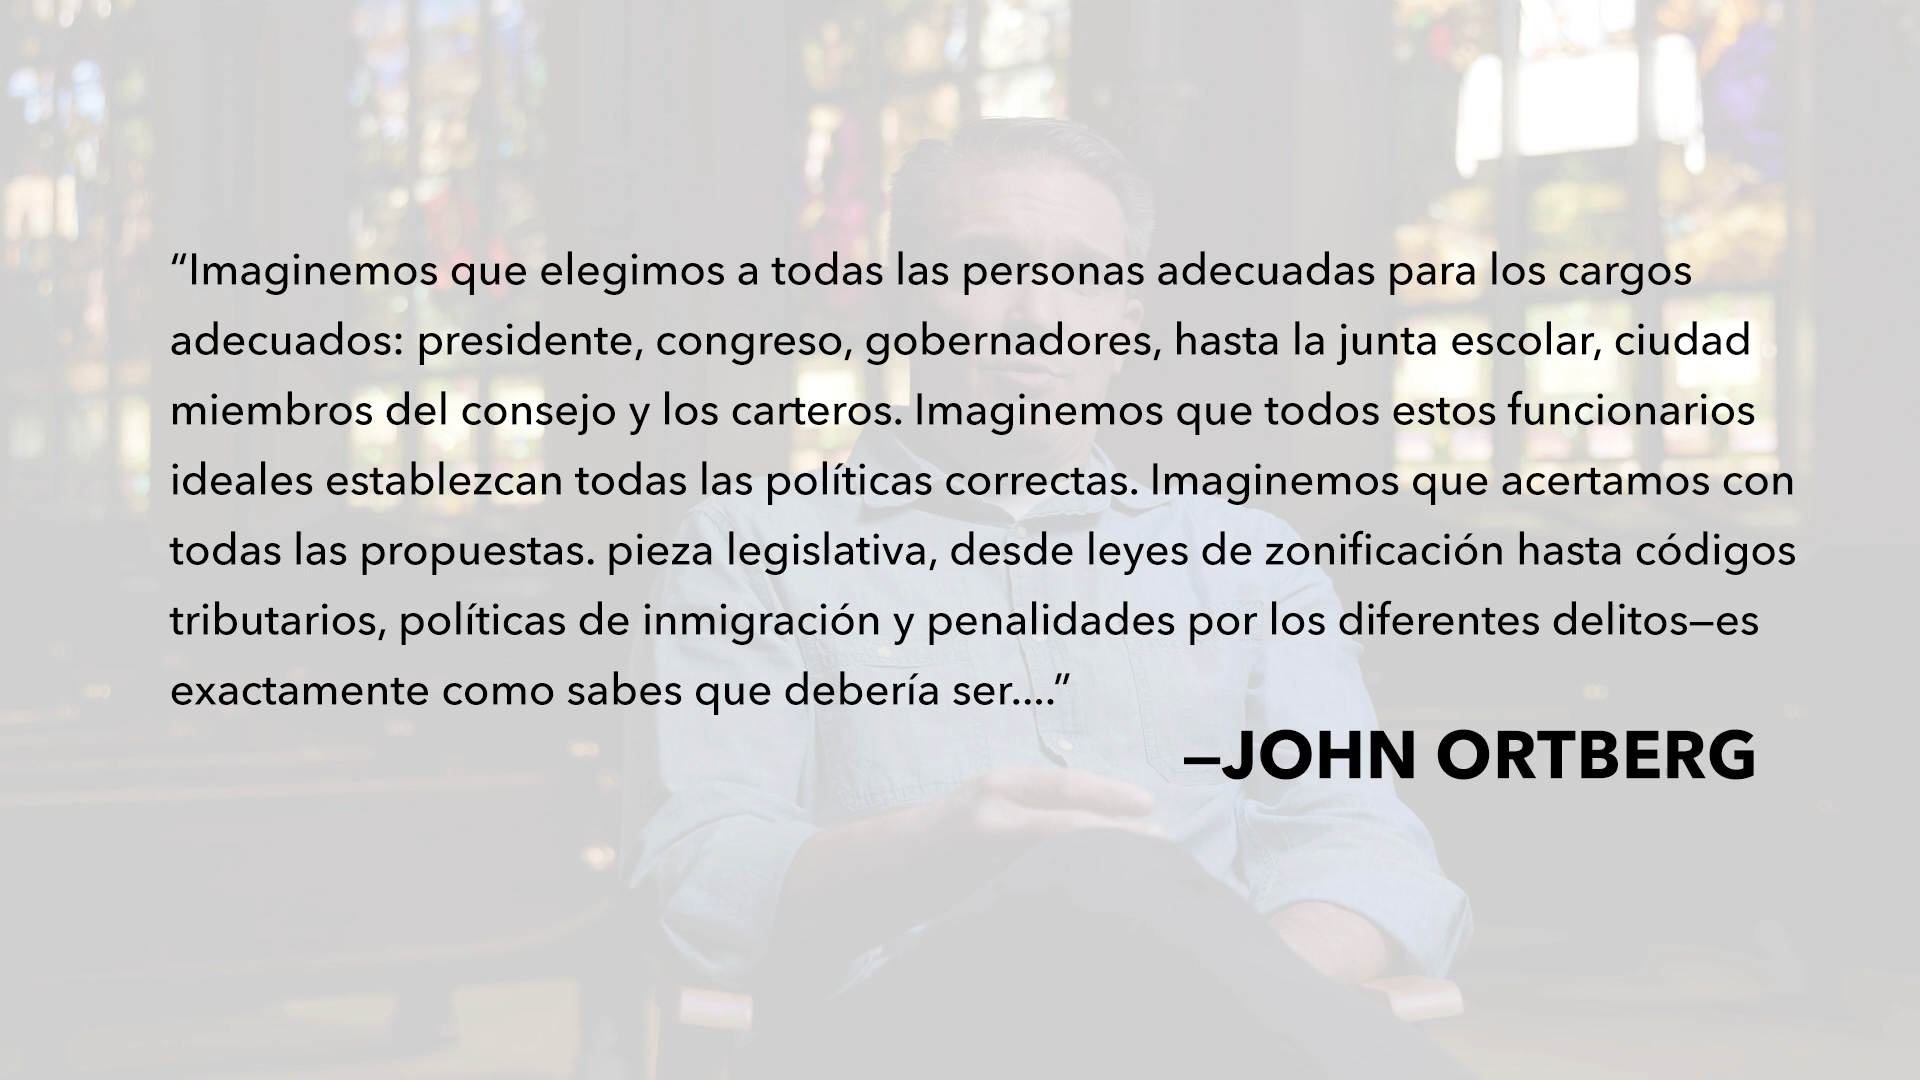 “Imaginemos que elegimos a todas las personas adecuadas para los cargos
adecuados: presidente, congreso, gobernadores, hasta la junta escolar, ciudad
miembros del consejo y los carteros. Imaginemos que todos estos funcionarios
ideales establezcan todas las políticas correctas. Imaginemos que acertamos con
todas las propuestas. pieza legislativa, desde leyes de zonificación hasta códigos
tributarios, políticas de inmigración y penalidades por los diferentes delitos—es
exactamente como sabes que debería ser....”
—JOHN ORTBERG